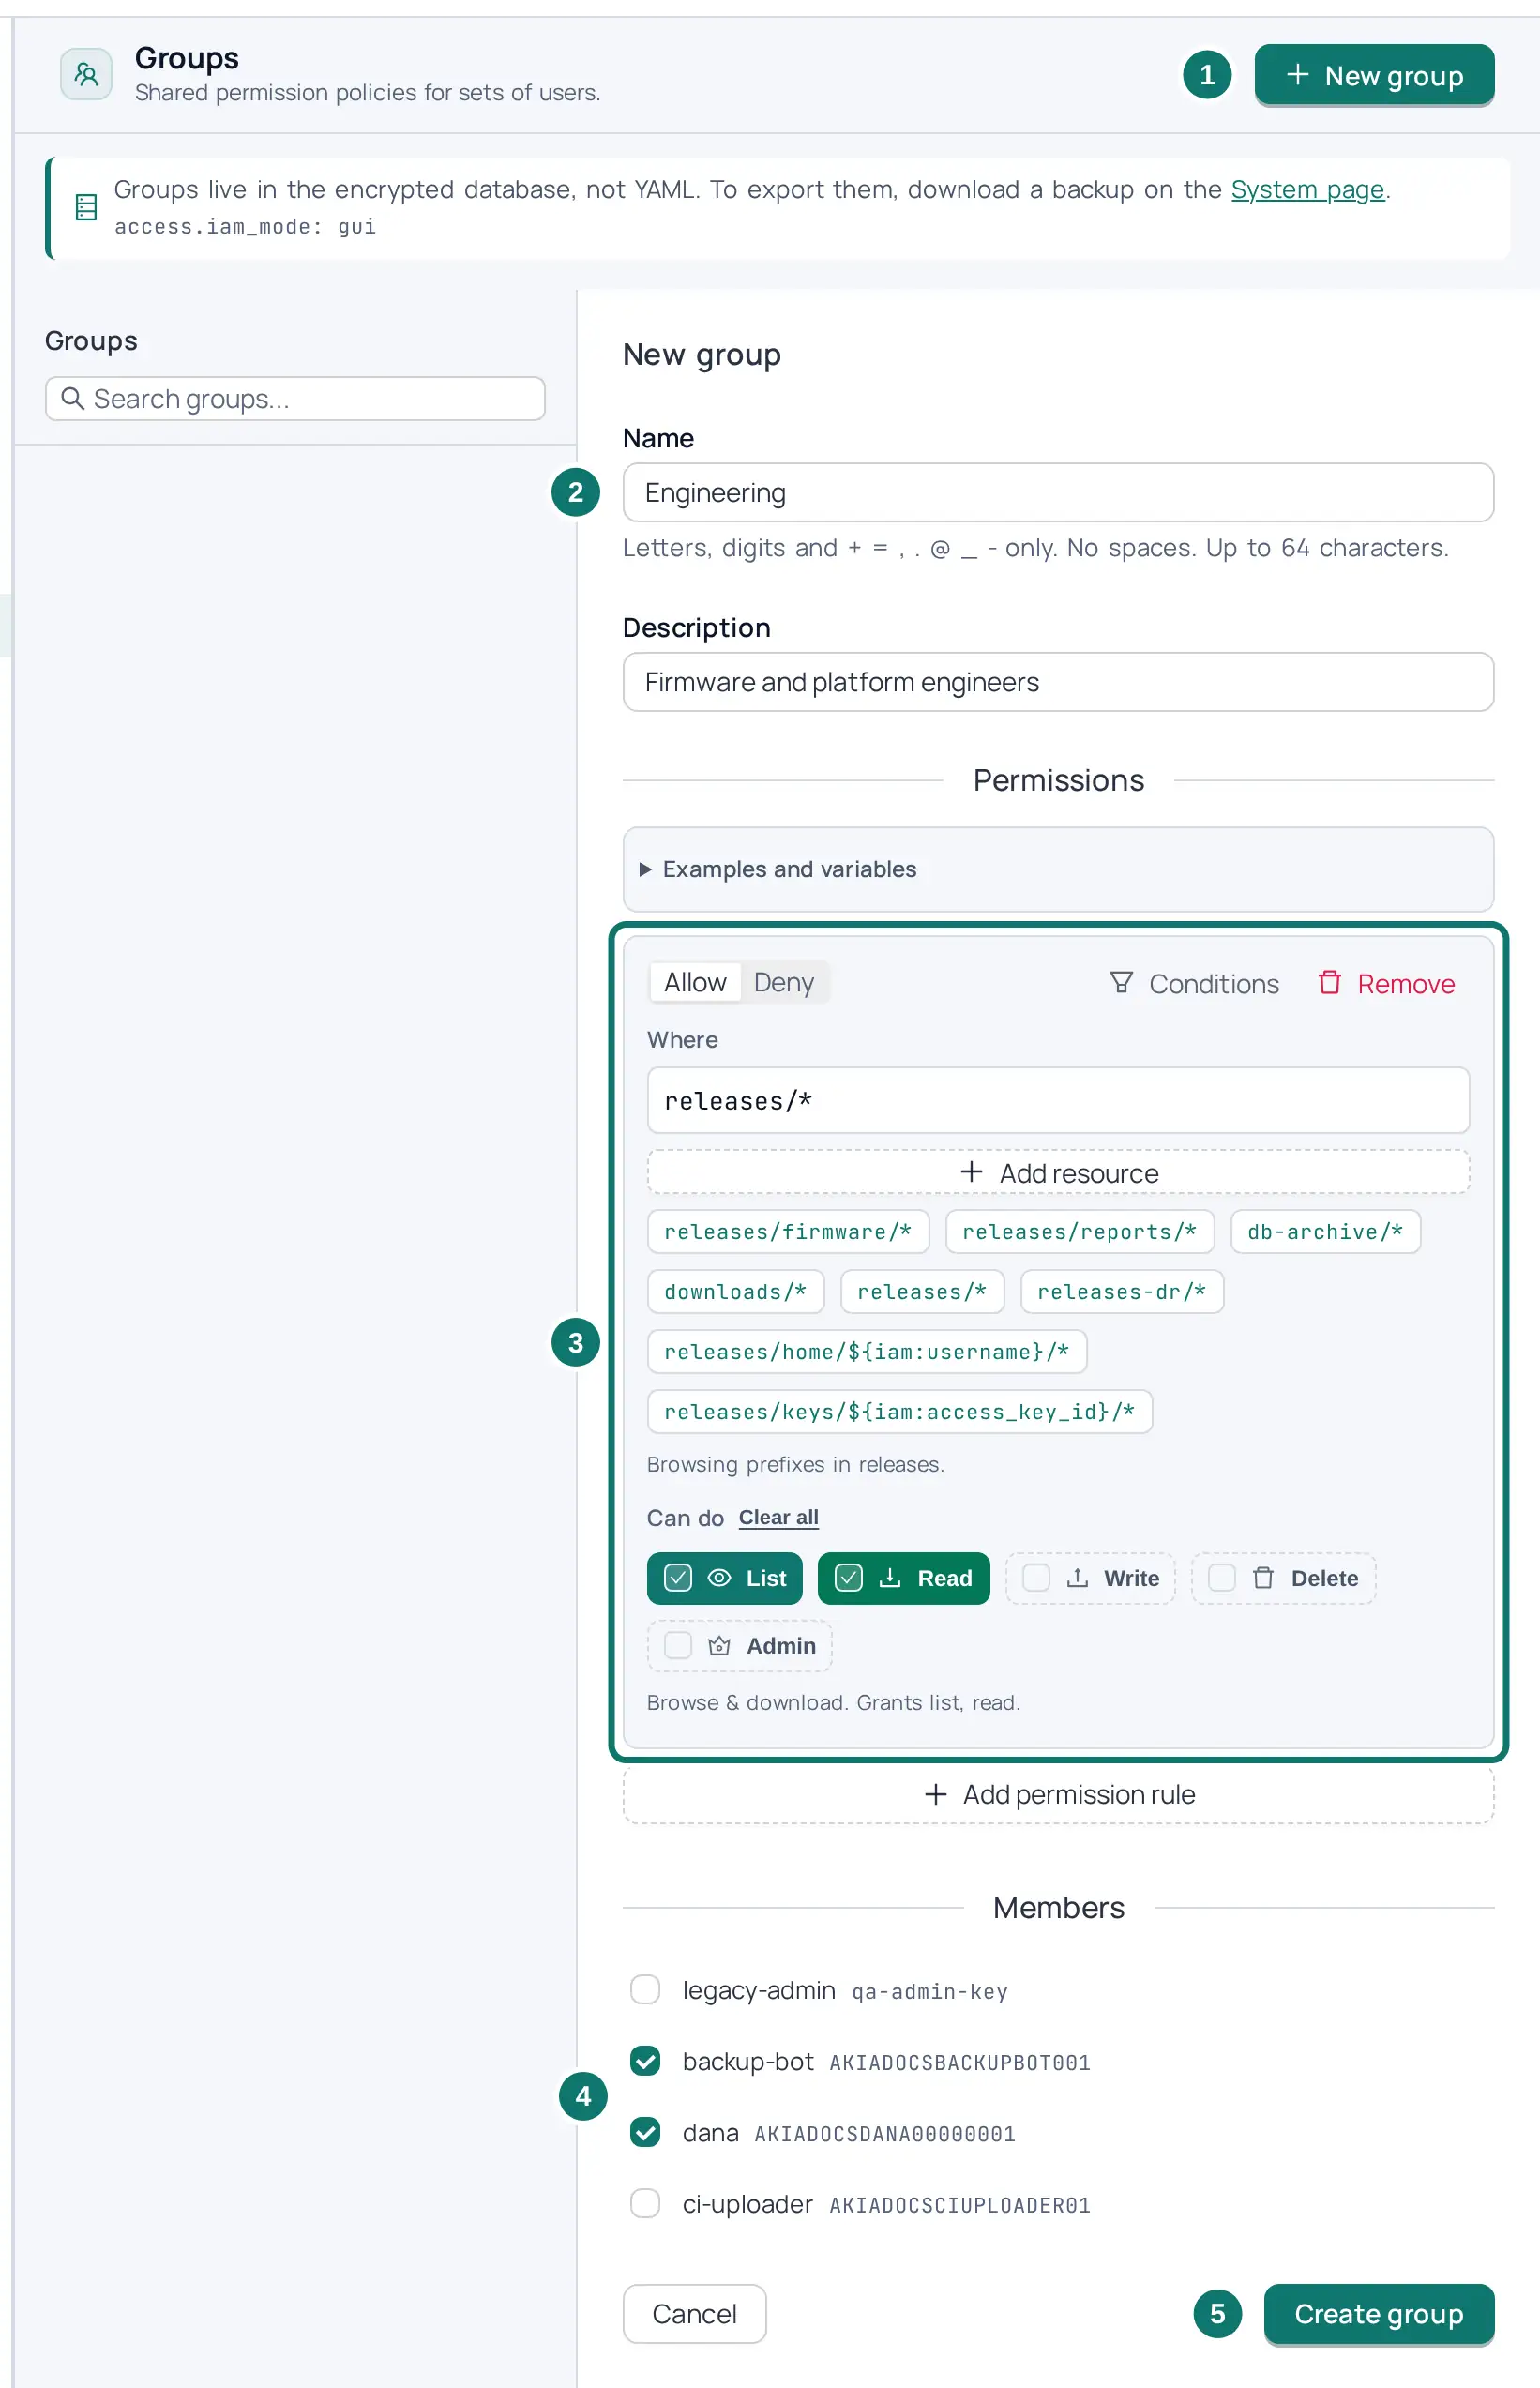 Groups
Shared permission policies for sets of users.
1
+ New group
Groups live in the encrypted database, not YAML. To export them, download a backup on the System page.
access.iam_mode: gui
Groups
Search groups...
New group
Name
2
Engineering
Letters, digits and + = , . @ _ - only. No spaces. Up to 64 characters.
Description
Firmware and platform engineers
Permissions
Examples and variables
Allow Deny Conditions Remove
Where
releases/*
+ Add resource
releases/firmware/* releases/reports/* db-archive/*
downloads/* releases/* releases-dr/*
3
releases/home/${iam:username}/*
releases/keys/${iam:access_key_id}/*
Browsing prefixes in releases.
Can do Clear all
List Read Write Delete
Admin
Browse & download. Grants list, read.
+ Add permission rule
Members
legacy-admin qa-admin-key
backup-bot AKIADOCSBACKUPBOT001
4
dana AKIADOCSDANA00000001
ci-uploader AKIADOCSCIUPLOADER01
Cancel
5
Create group